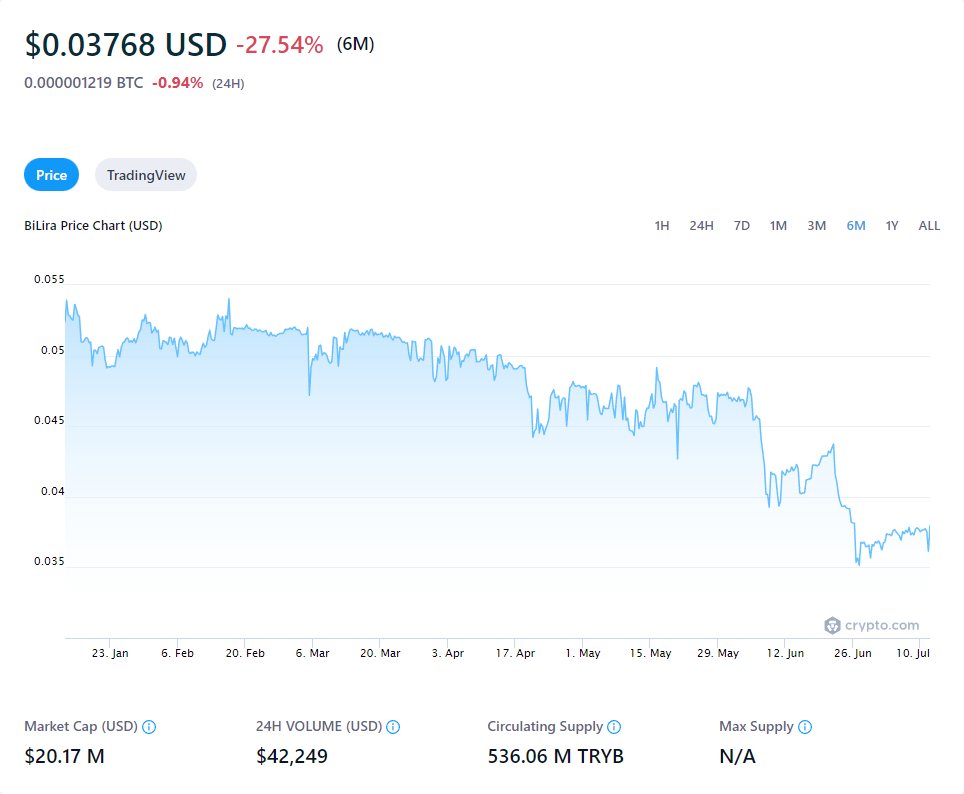 $0.03768 USD -27.54% (6M)
0.000001219 BTC -0.94% (24H)
Price TradingView
BiLira Price Chart (USD) 1H 24H 7D 1M 3M 6M 1Y ALL
0.055
0.05
0.045
0.04
0.035
crypto.com
23. Jan 6. Feb 20. Feb 6. Mar 20. Mar 3. Apr 17. Apr 1. May 15. May 29. May 12. Jun 26. Jun 10. Jul
Market Cap (USD) 24H VOLUME (USD) Circulating Supply Max Supply
$20.17 M $42,249 536.06 M TRYB N/A